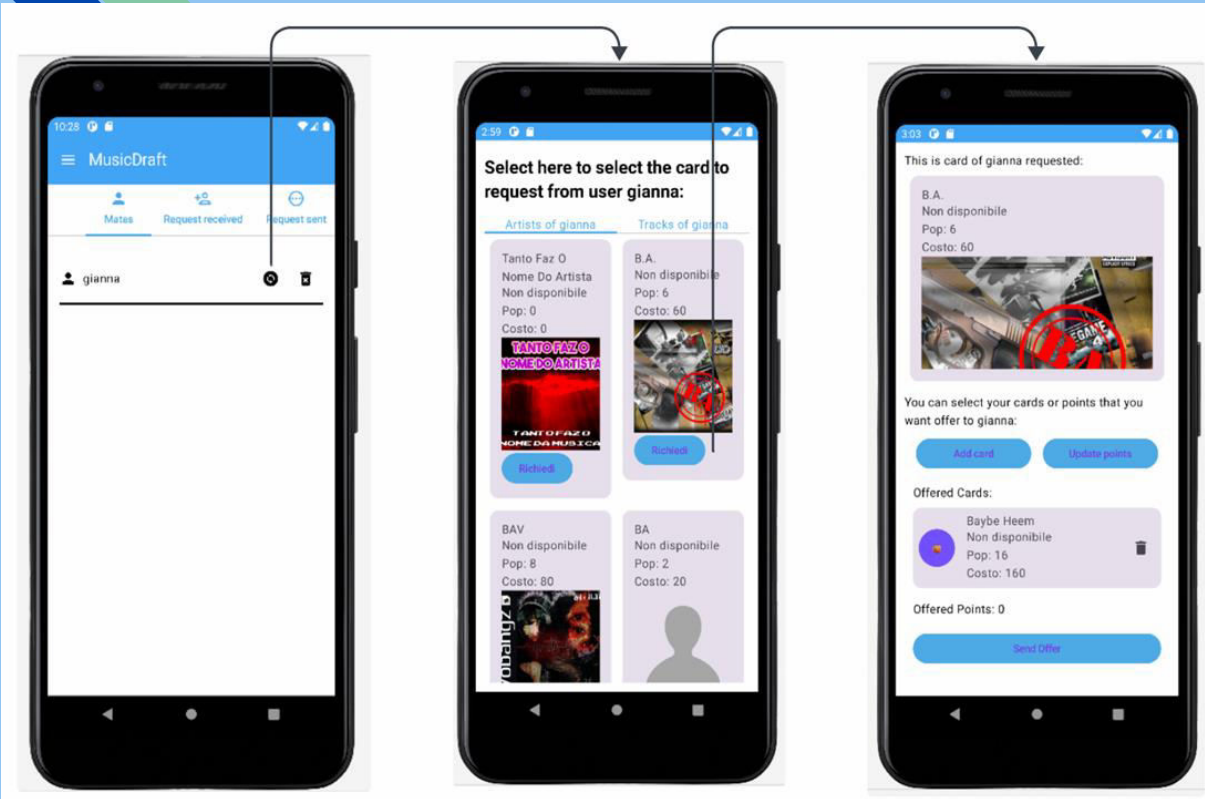 10:28
MusicDraft
Mates
Request received
Request sent
gianna
2:59
Select here to select the card to
request from user gianna:
Artists of gianna
Tracks of gianna
Tanto Faz O
Nome Do Artista
Non disponibile
Pop: 0
Costo: 0
TANTO FAZ O
NOME DO ARTISTA
TANTO FAZ O
NOME DA MUSICA
Richiedi
B.A.
Non disponibile
Pop: 6
Costo: 60
Richiedi
BAV
Non disponibile
Pop: 8
Costo: 80
BA
Non disponibile
Pop: 2
Costo: 20
3:03
This is card of gianna requested:
B.A.
Non disponibile
Pop: 6
Costo: 60
You can select your cards or points that you
want offer to gianna:
Add card
Update points
Offered Cards:
Baybe Heem
Non disponibile
Pop: 16
Costo: 160
Offered Points: 0
Send Offer